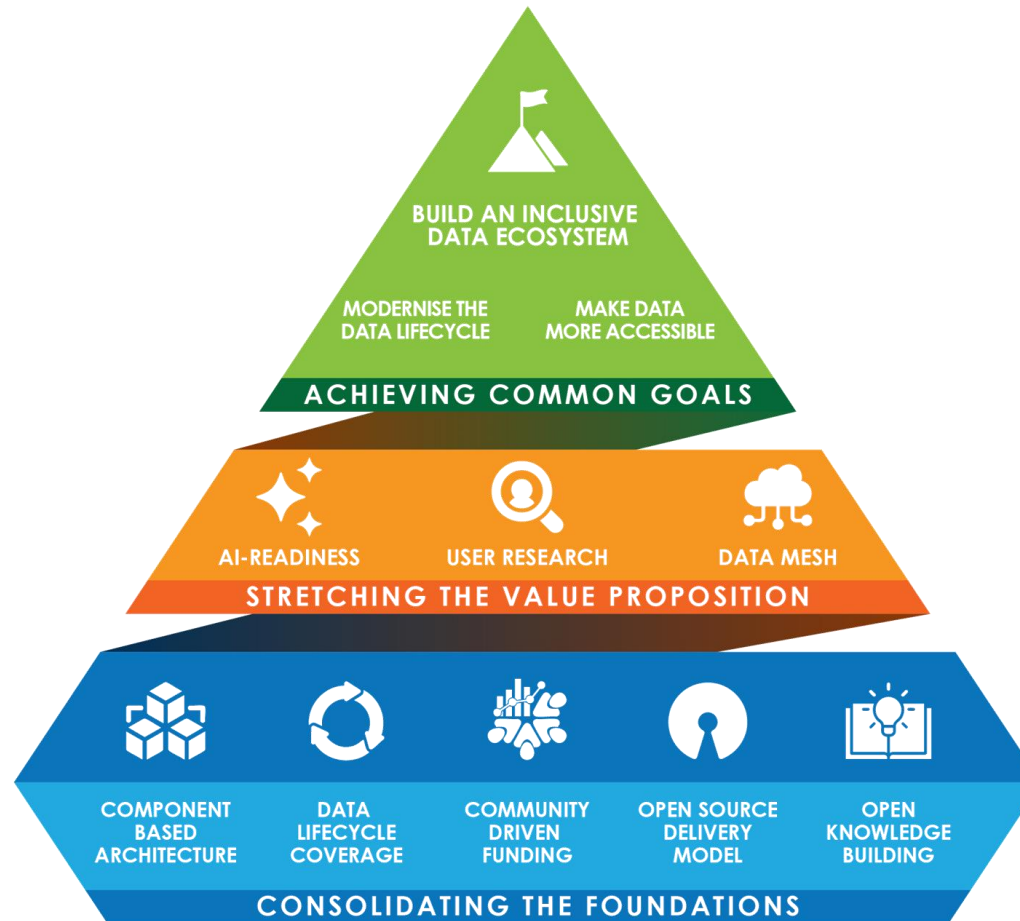 BUILD AN INCLUSIVE
DATA ECOSYSTEM
MODERNISE THE
DATA LIFECYCLE
MAKE DATA
MORE ACCESSIBLE
ACHIEVING COMMON GOALS
AI-READINESS
USER RESEARCH
DATA MESH
STRETCHING THE VALUE PROPOSITION
COMPONENT
BASED
ARCHITECTURE
DATA
LIFECYCLE
COVERAGE
COMMUNITY
DRIVEN
FUNDING
OPEN SOURCE
DELIVERY
MODEL
OPEN
KNOWLEDGE
BUILDING
CONSOLIDATING THE FOUNDATIONS